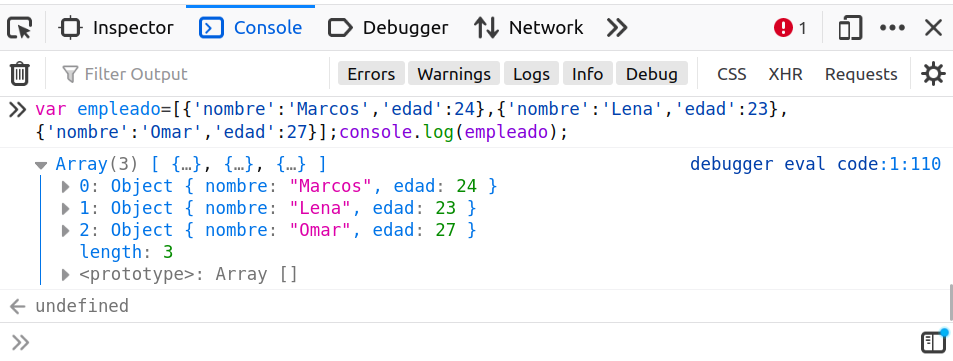 Inspector Console Debugger Network 1
Filter Output Errors Warnings Logs Info Debug CSS XHR Requests
var empleado=[{'nombre':'Marcos','edad':24},{'nombre':'Lena','edad':23},
{'nombre':'Omar','edad':27}];console.log(empleado);
Array(3) [ {…}, {…}, {…} ] debugger eval code:1:110
0: Object { nombre: "Marcos", edad: 24 }
1: Object { nombre: "Lena", edad: 23 }
2: Object { nombre: "Omar", edad: 27 }
length: 3
<prototype>: Array []
undefined